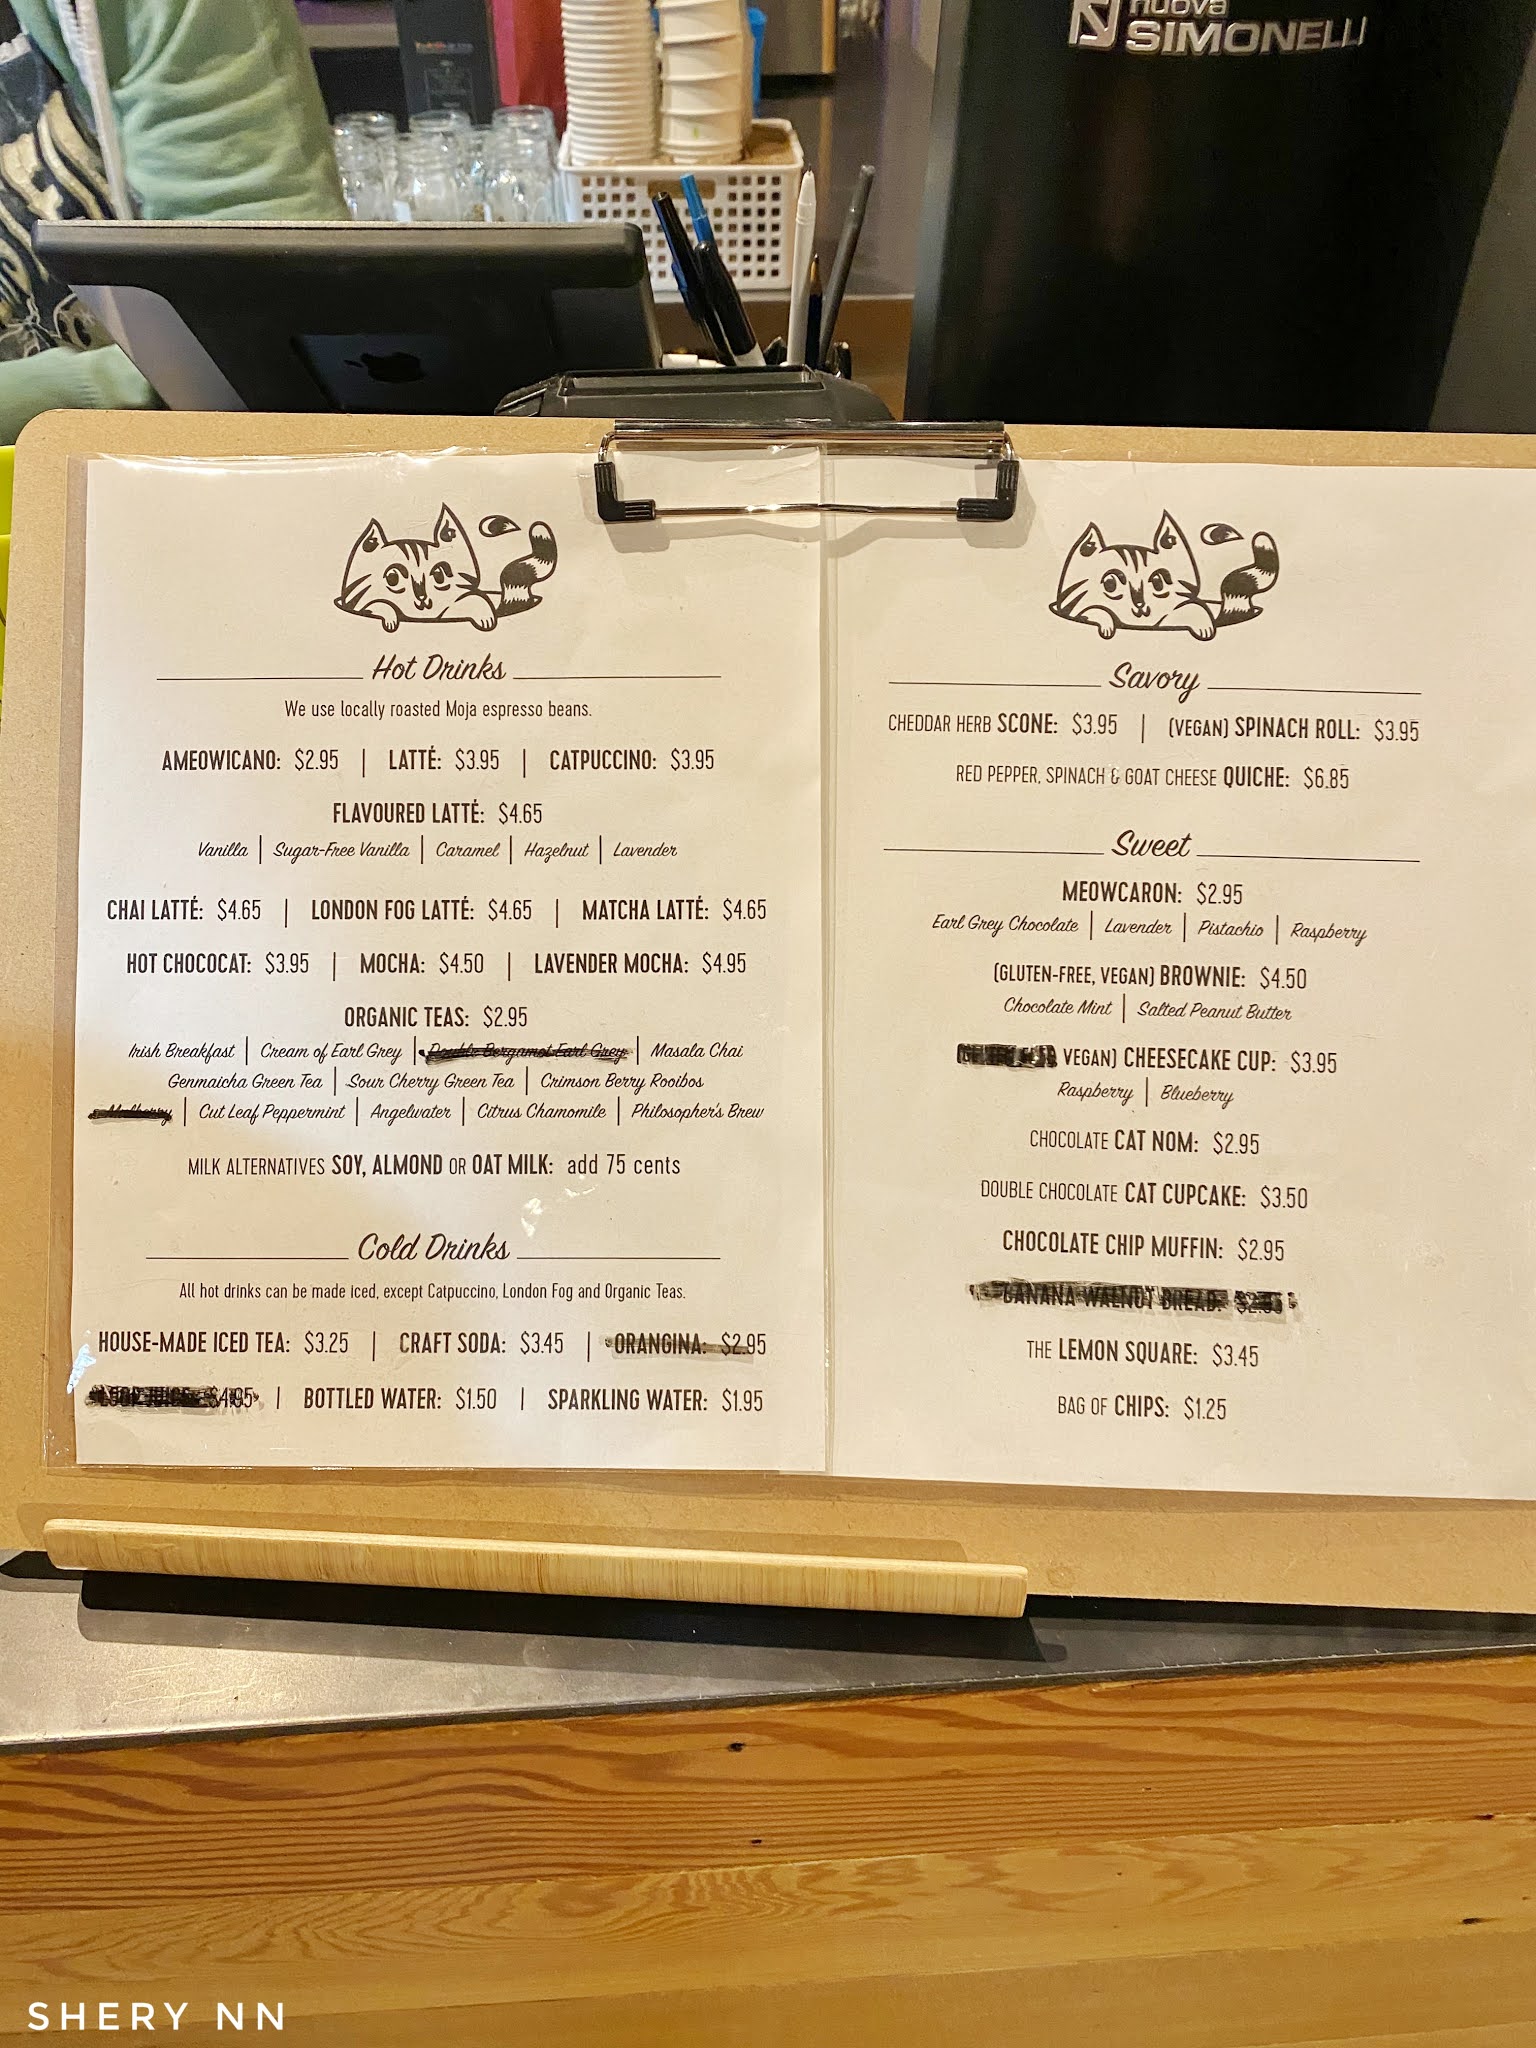 nuova
SIMONELLI
Hot Drinks
We use locally roasted Moja espresso beans.
AMEOWICANO: $2.95 | LATTÉ: $3.95 | CATPUCCINO: $3.95
FLAVOURED LATTÉ: $4.65
Vanilla | Sugar-Free Vanilla | Caramel | Hazelnut | Lavender
CHAI LATTÉ: $4.65 | LONDON FOG LATTÉ: $4.65 | MATCHA LATTÉ: $4.65
HOT CHOCOCAT: $3.95 | MOCHA: $4.50 | LAVENDER MOCHA: $4.95
ORGANIC TEAS: $2.95
Irish Breakfast | Cream of Earl Grey | Double Bergamot Earl Grey | Masala Chai
Genmaicha Green Tea | Sour Cherry Green Tea | Crimson Berry Rooibos
| Cut Leaf Peppermint | Angelwater | Citrus Chamomile | Philosopher's Brew
MILK ALTERNATIVES SOY, ALMOND OR OAT MILK: add 75 cents
Cold Drinks
All hot drinks can be made iced, except Catpuccino, London Fog and Organic Teas.
HOUSE-MADE ICED TEA: $3.25 | CRAFT SODA: $3.45 | ORANGINA: $2.95
$4.95 | BOTTLED WATER: $1.50 | SPARKLING WATER: $1.95
Savory
CHEDDAR HERB SCONE: $3.95 | (VEGAN) SPINACH ROLL: $3.95
RED PEPPER, SPINACH & GOAT CHEESE QUICHE: $6.85
Sweet
MEOWCARON: $2.95
Earl Grey Chocolate | Lavender | Pistachio | Raspberry
(GLUTEN-FREE, VEGAN) BROWNIE: $4.50
Chocolate Mint | Salted Peanut Butter
VEGAN) CHEESECAKE CUP: $3.95
Raspberry | Blueberry
CHOCOLATE CAT NOM: $2.95
DOUBLE CHOCOLATE CAT CUPCAKE: $3.50
CHOCOLATE CHIP MUFFIN: $2.95
BANANA WALNUT BREAD: $2.95
THE LEMON SQUARE: $3.45
BAG OF CHIPS: $1.25
SHERY NN